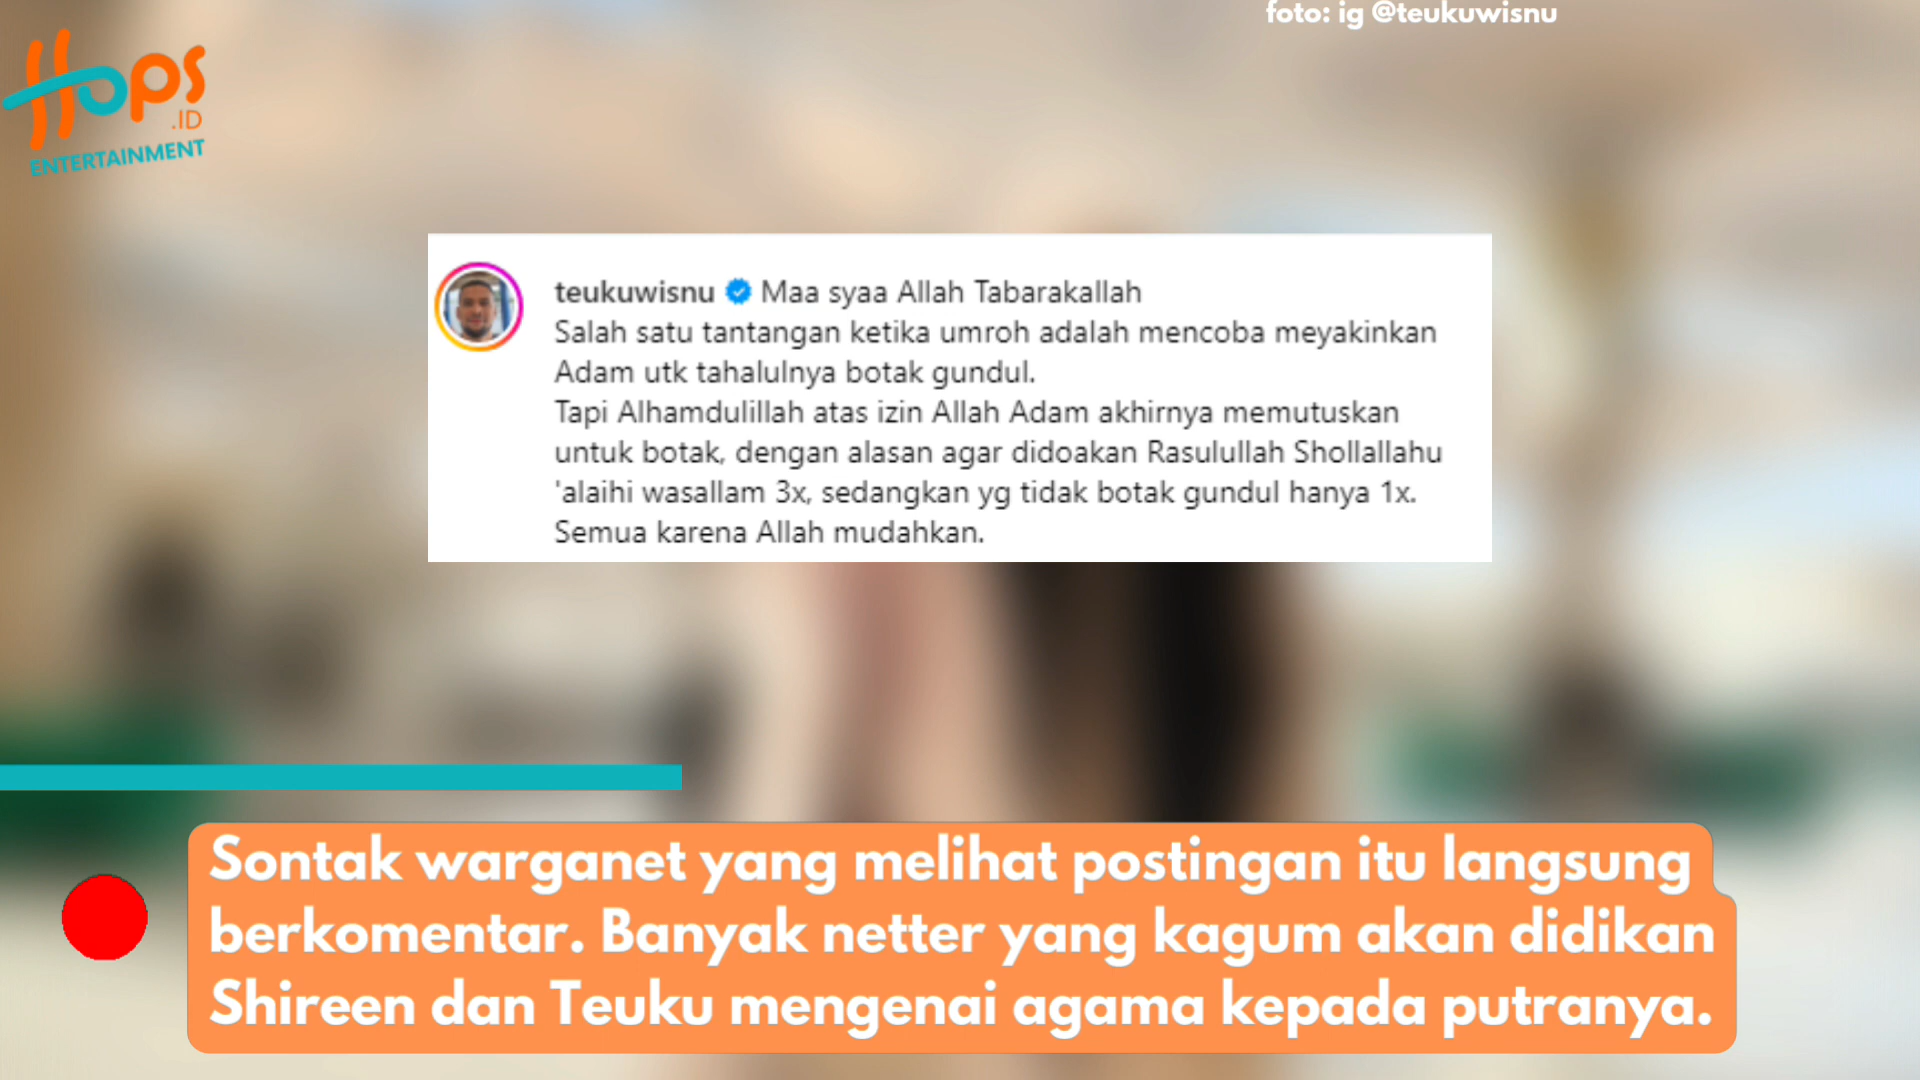 foto: ig @teukuwisnu
Hops
.ID
ENTERTAINMENT
teukuwisnu Maa syaa Allah Tabarakallah
Salah satu tantangan ketika umroh adalah mencoba meyakinkan
Adam utk tahalulnya botak gundul.
Tapi Alhamdulillah atas izin Allah Adam akhirnya memutuskan
untuk botak, dengan alasan agar didoakan Rasulullah Shollallahu
'alaihi wasallam 3x, sedangkan yg tidak botak gundul hanya 1x.
Semua karena Allah mudahkan.
Sontak warganet yang melihat postingan itu langsung
berkomentar. Banyak netter yang kagum akan didikan
Shireen dan Teuku mengenai agama kepada putranya.